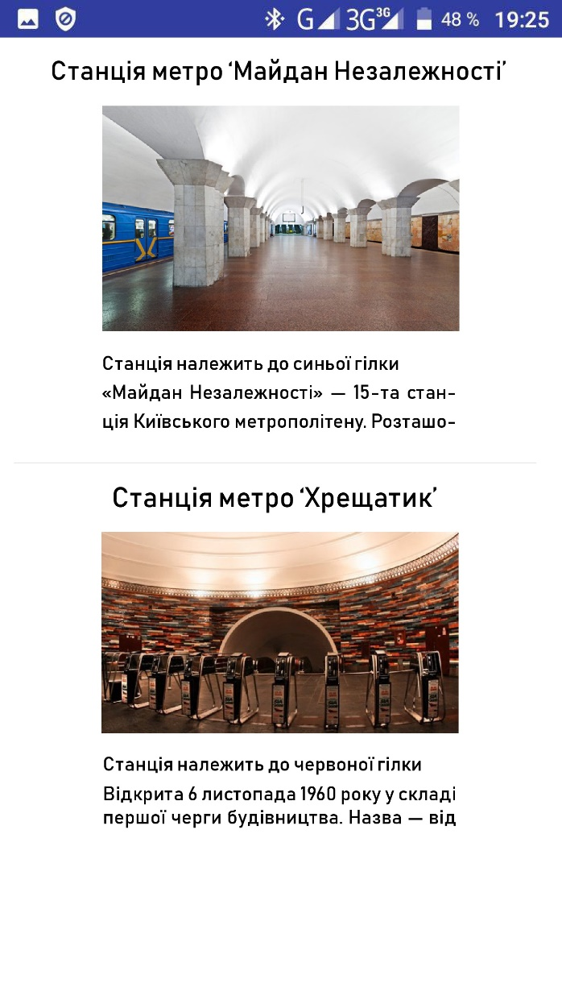 G 3G 3G 48 % 19:25
Станція метро ‘Майдан Незалежності’
Станція належить до синьої гілки
«Майдан Незалежності» — 15-та стан-
ція Київського метрополітену. Розташо-
Станція метро ‘Хрещатик’
Станція належить до червоної гілки
Відкрита 6 листопада 1960 року у складі
першої черги будівництва. Назва — від